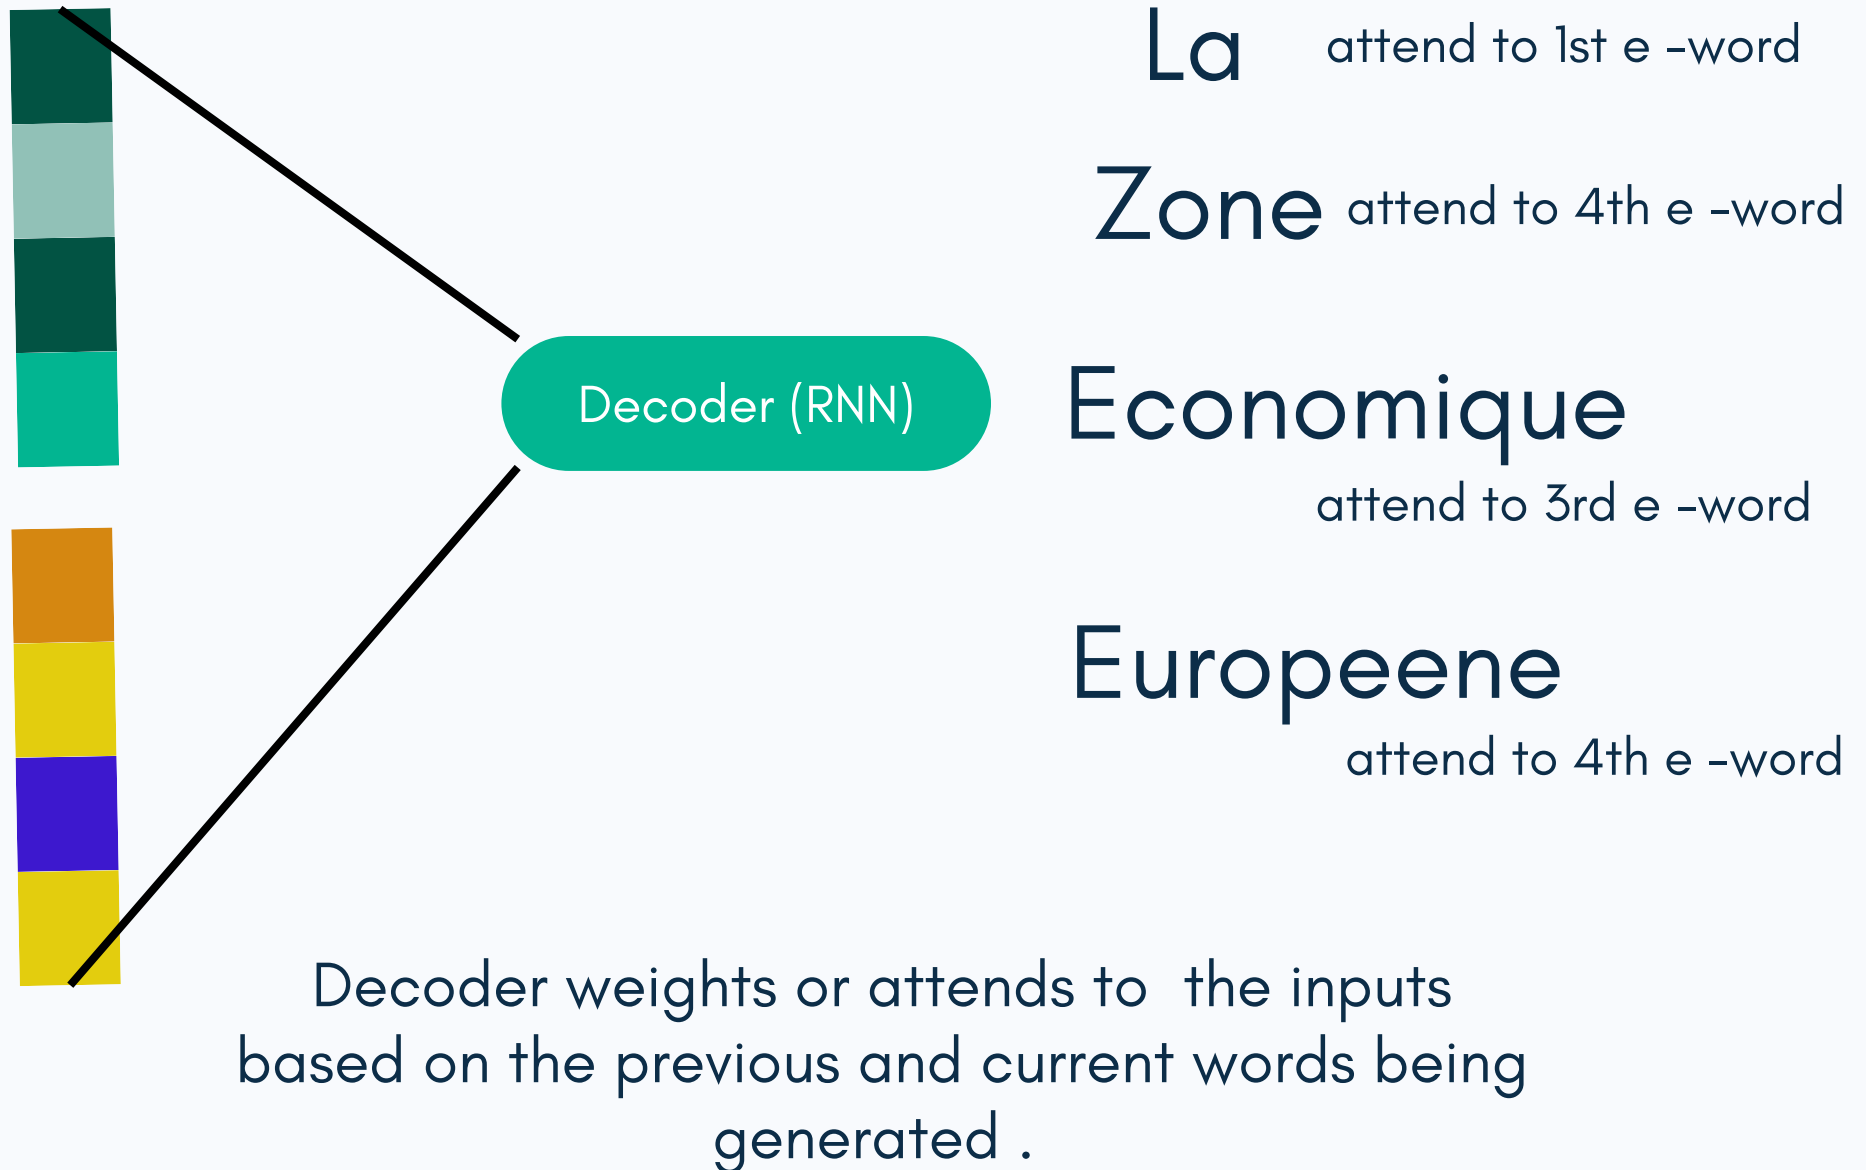 La attend to 1st e -word
Zone attend to 4th e -word
Decoder (RNN)
Economique
attend to 3rd e -word
Europeene
attend to 4th e -word
Decoder weights or attends to the inputs
based on the previous and current words being
generated .